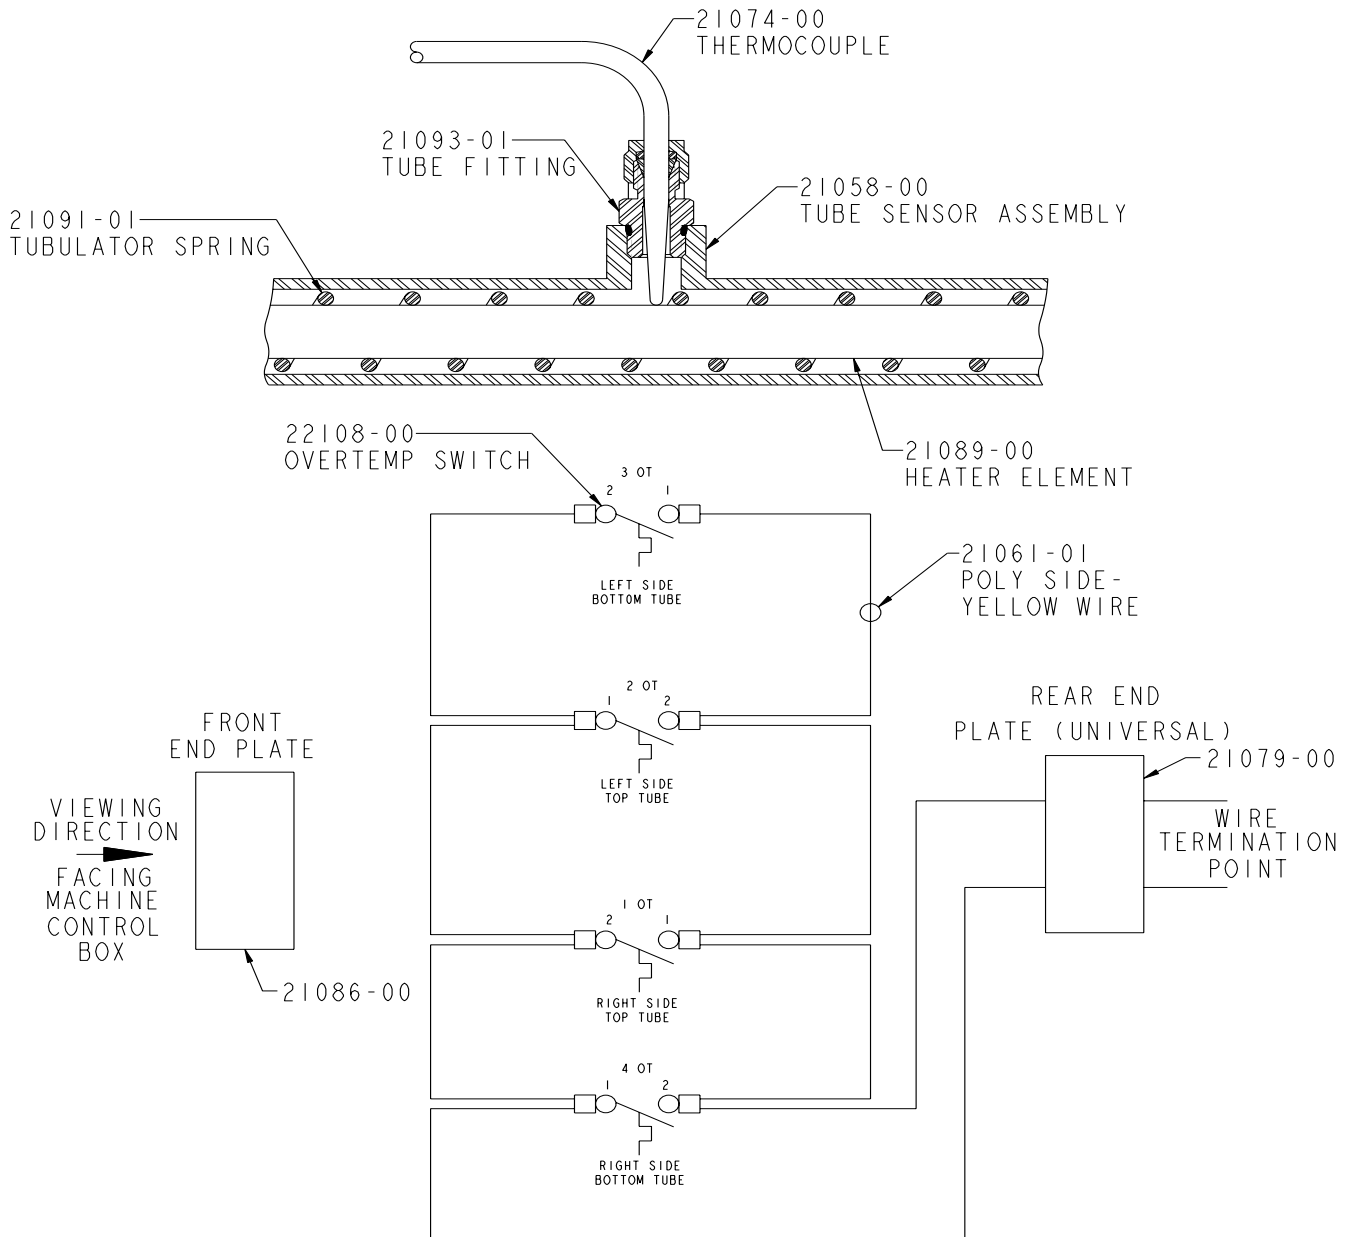 21074-00
THERMOCOUPLE
21093-01
TUBE FITTING
21058-00
TUBE SENSOR ASSEMBLY
21091-01
TUBULATOR SPRING
22108-00
OVERTEMP SWITCH
21089-00
HEATER ELEMENT
3 OT
2 1
LEFT SIDE
BOTTOM TUBE
21061-01
POLY SIDE-
YELLOW WIRE
2 OT
1 2
LEFT SIDE
TOP TUBE
FRONT
END PLATE
REAR END
PLATE (UNIVERSAL)
21079-00
VIEWING
DIRECTION
FACING
MACHINE
CONTROL
BOX
WIRE
TERMINATION
POINT
21086-00
1 OT
2 1
RIGHT SIDE
TOP TUBE
4 OT
1 2
RIGHT SIDE
BOTTOM TUBE